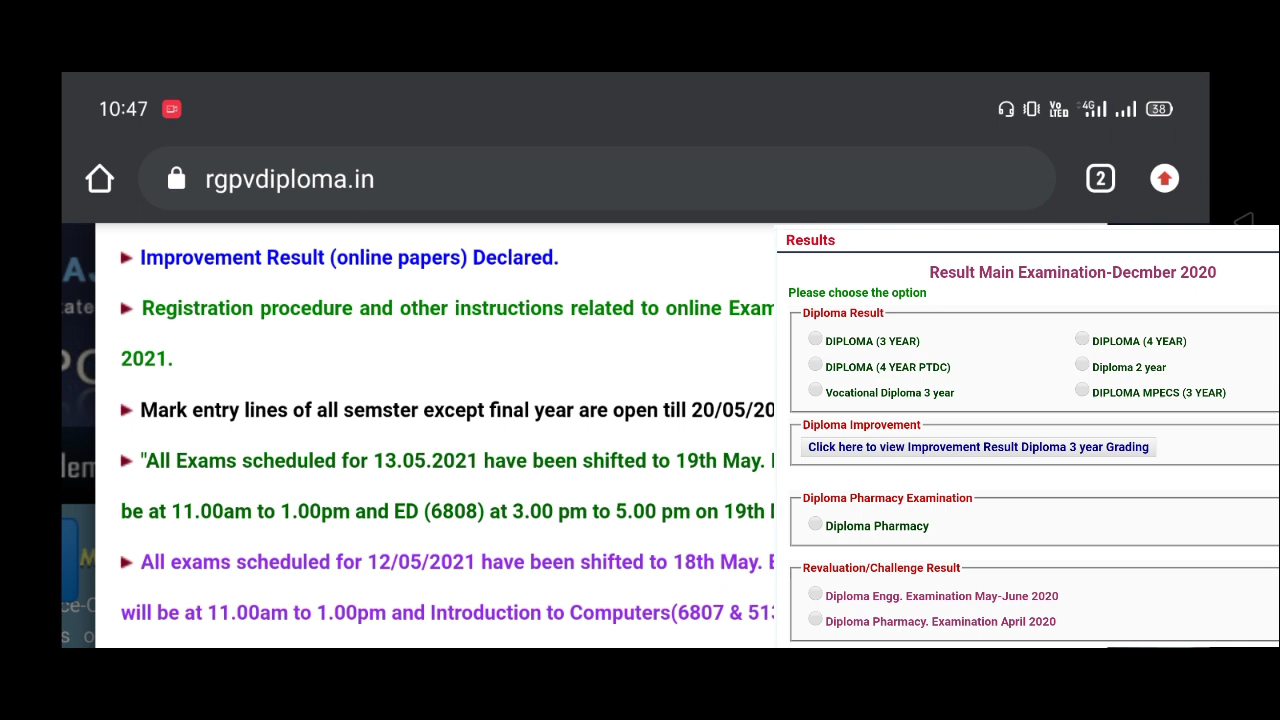 10:47
Vo LTE 4G 38
rgpvdiploma.in
2
Improvement Result (online papers) Declared.
Registration procedure and other instructions related to online Exam
2021.
Mark entry lines of all semster except final year are open till 20/05/20
"All Exams scheduled for 13.05.2021 have been shifted to 19th May.
be at 11.00am to 1.00pm and ED (6808) at 3.00 pm to 5.00 pm on 19th
All exams scheduled for 12/05/2021 have been shifted to 18th May.
will be at 11.00am to 1.00pm and Introduction to Computers(6807 & 513
Results
Result Main Examination-Decmber 2020
Please choose the option
Diploma Result
DIPLOMA (3 YEAR)
DIPLOMA (4 YEAR)
DIPLOMA (4 YEAR PTDC)
Diploma 2 year
Vocational Diploma 3 year
DIPLOMA MPECS (3 YEAR)
Diploma Improvement
Click here to view Improvement Result Diploma 3 year Grading
Diploma Pharmacy Examination
Diploma Pharmacy
Revaluation/Challenge Result
Diploma Engg. Examination May-June 2020
Diploma Pharmacy. Examination April 2020